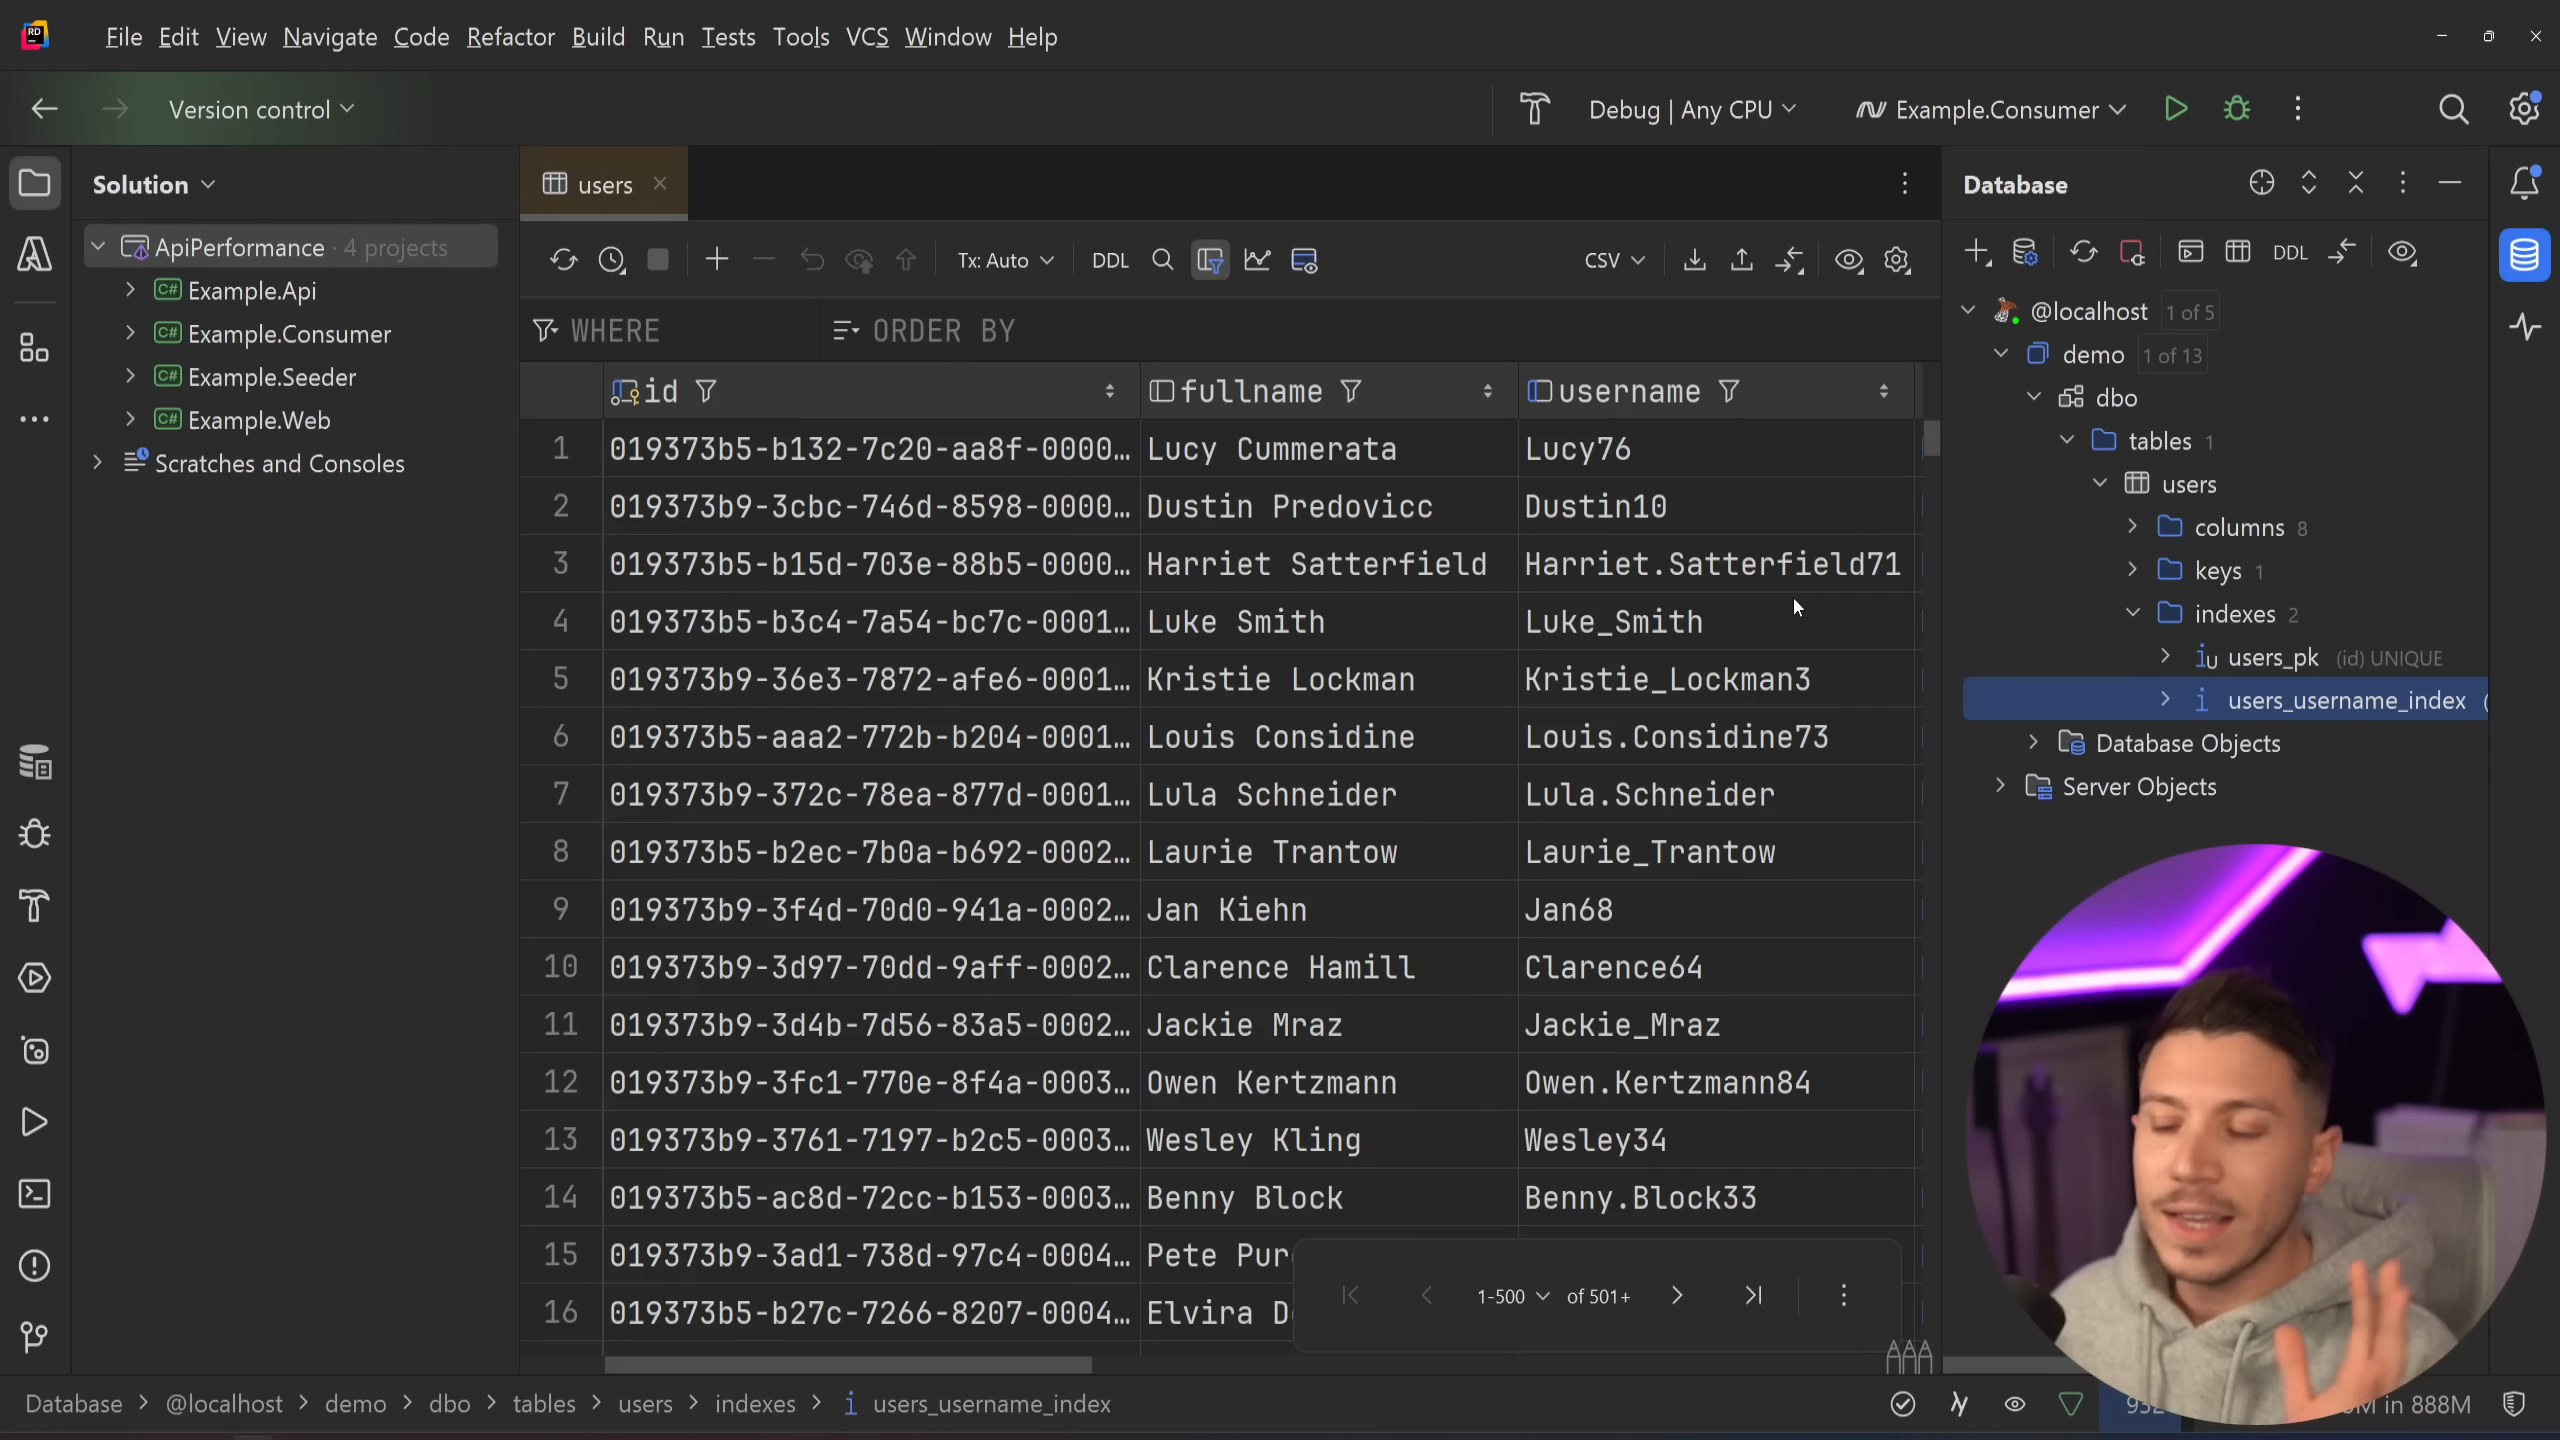 RD
File Edit View Navigate Code Refactor Build Run Tests Tools VCS Window Help
Version control
Debug | Any CPU
Example.Consumer
Solution
ApiPerformance · 4 projects
C# Example.Api
C# Example.Consumer
C# Example.Seeder
C# Example.Web
Scratches and Consoles
users
Tx: Auto
DDL
CSV
WHERE
ORDER BY
id fullname username
1 019373b5-b132-7c20-aa8f-0000… Lucy Cummerata Lucy76
2 019373b9-3cbc-746d-8598-0000… Dustin Predovicc Dustin10
3 019373b5-b15d-703e-88b5-0000… Harriet Satterfield Harriet.Satterfield71
4 019373b5-b3c4-7a54-bc7c-0001… Luke Smith Luke_Smith
5 019373b9-36e3-7872-afe6-0001… Kristie Lockman Kristie_Lockman3
6 019373b5-aaa2-772b-b204-0001… Louis Considine Louis.Considine73
7 019373b9-372c-78ea-877d-0001… Lula Schneider Lula.Schneider
8 019373b5-b2ec-7b0a-b692-0002… Laurie Trantow Laurie_Trantow
9 019373b9-3f4d-70d0-941a-0002… Jan Kiehn Jan68
10 019373b9-3d97-70dd-9aff-0002… Clarence Hamill Clarence64
11 019373b9-3d4b-7d56-83a5-0002… Jackie Mraz Jackie_Mraz
12 019373b9-3fc1-770e-8f4a-0003… Owen Kertzmann Owen.Kertzmann84
13 019373b9-3761-7197-b2c5-0003… Wesley Kling Wesley34
14 019373b5-ac8d-72cc-b153-0003… Benny Block Benny.Block33
15 019373b9-3ad1-738d-97c4-0004… Pete
16 019373b5-b27c-7266-8207-0004… Elvira
1-500 of 501+
Database
DDL
@localhost 1 of 5
demo 1 of 13
dbo
tables 1
users
columns 8
keys 1
indexes 2
users_pk (id) UNIQUE
users_username_index (
Database Objects
Server Objects
Database > @localhost > demo > dbo > tables > users > indexes > users_username_index
in 888M